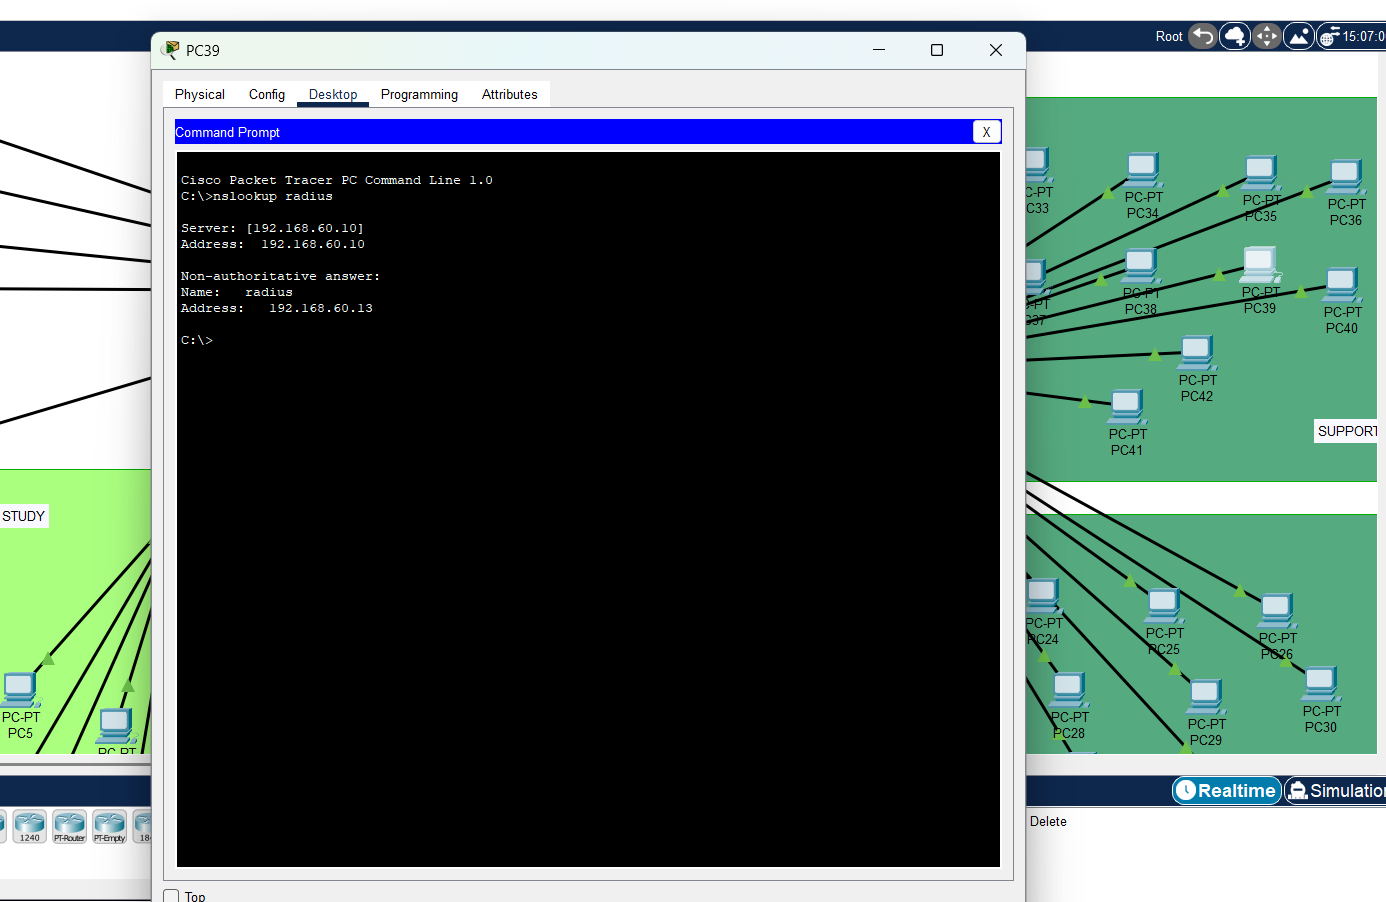 Root
15:07:0
PC39
Physical
Config
Desktop
Programming
Attributes
Command Prompt
X
Cisco Packet Tracer PC Command Line 1.0
C:\>nslookup radius
Server: [192.168.60.10]
Address:  192.168.60.10
Non-authoritative answer:
Name:   radius
Address:   192.168.60.13
C:\>
Top
C-PT
C33
PC-PT
PC34
PC-PT
PC35
PC-PT
PC36
PC-PT
PC38
PC-PT
PC39
PC-PT
PC40
PC-PT
PC42
PC-PT
PC41
SUPPORT
STUDY
PC-PT
PC5
PC-PT
PC-PT
PC24
PC-PT
PC25
PC-PT
PC26
PC-PT
PC28
PC-PT
PC29
PC-PT
PC30
Realtime
Simulation
1240
PT-Router
PT-Empty
18
Delete